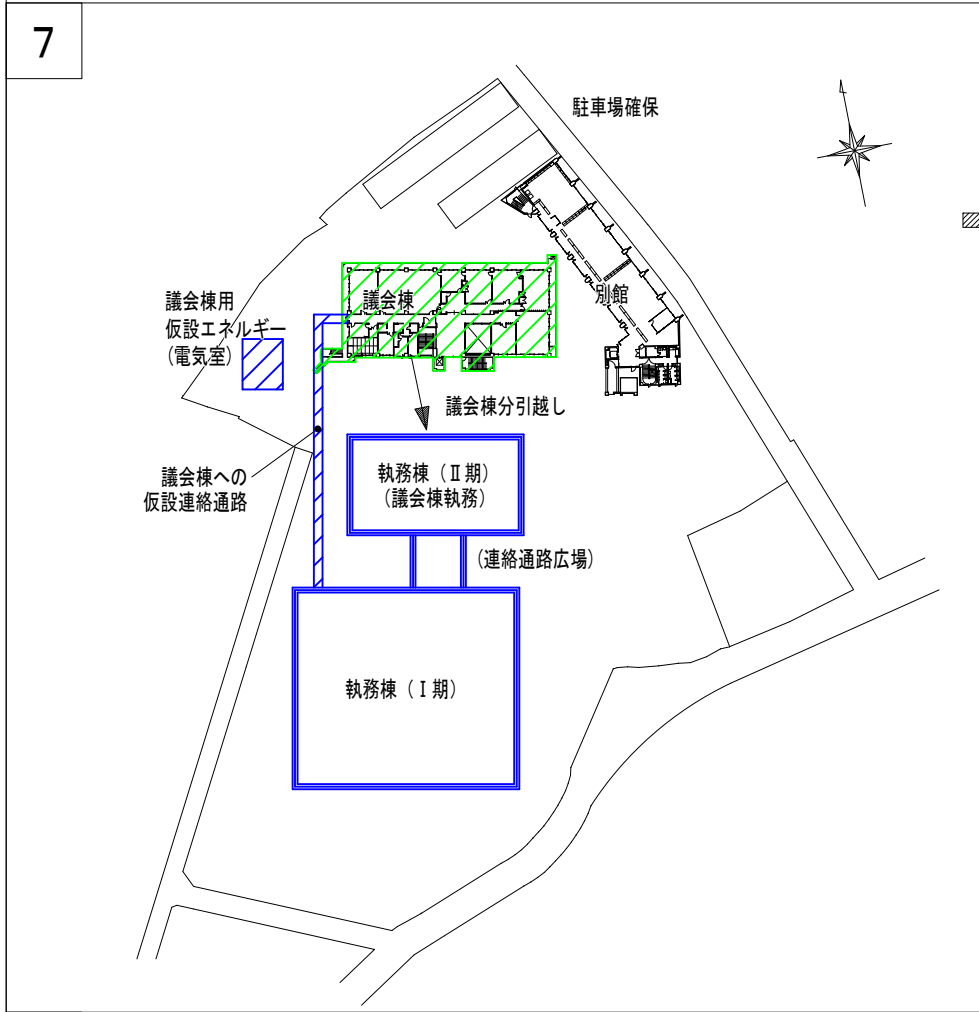 7
駐車場確保
別館
議会棟
議会棟用
仮設エネルギー
(電気室)
議会棟分引越し
議会棟への
仮設連絡通路
執務棟(Ⅱ期)
(議会棟執務)
(連絡通路広場)
執務棟(Ⅰ期)